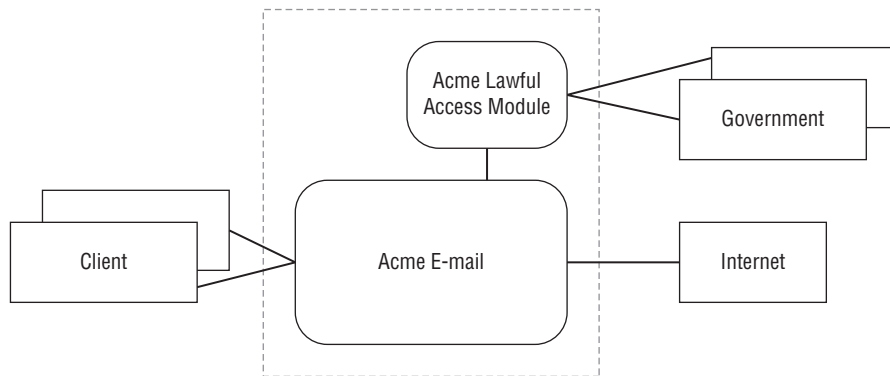 Acme Lawful
Access Module
Government
Client
Acme E-mail
Internet